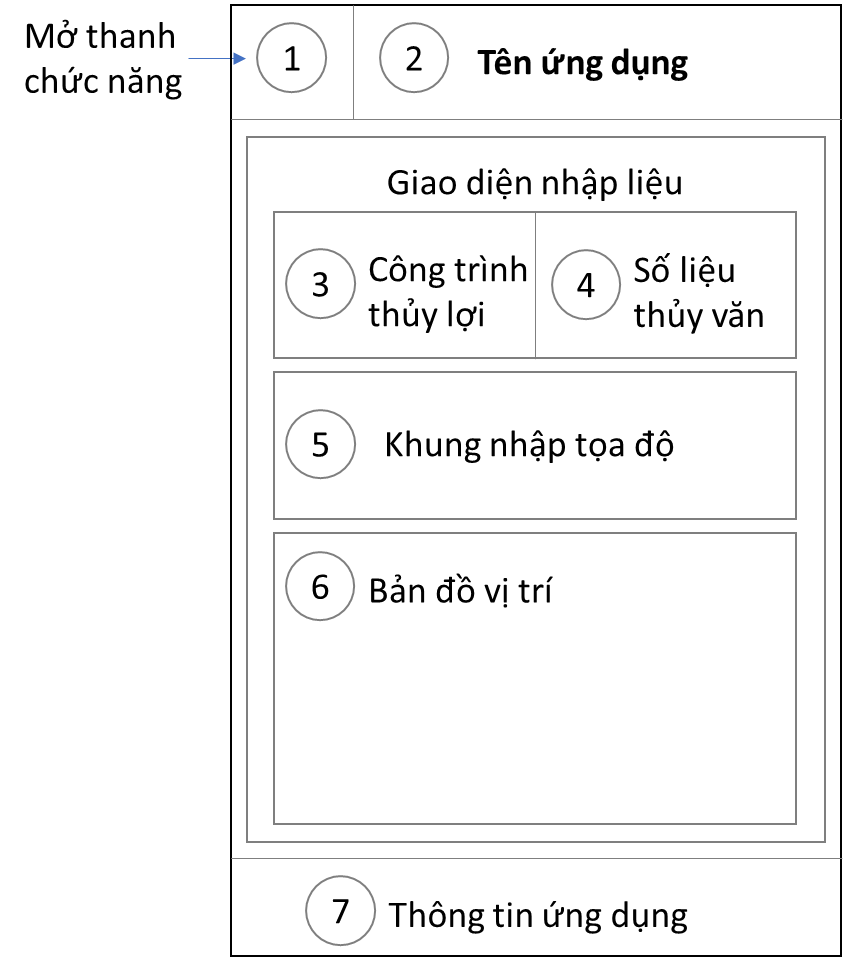 Mở thanh
chức năng
1
2
Tên ứng dụng
Giao diện nhập liệu
3
Công trình
thủy lợi
4
Số liệu
thủy văn
5
Khung nhập tọa độ
6
Bản đồ vị trí
7
Thông tin ứng dụng